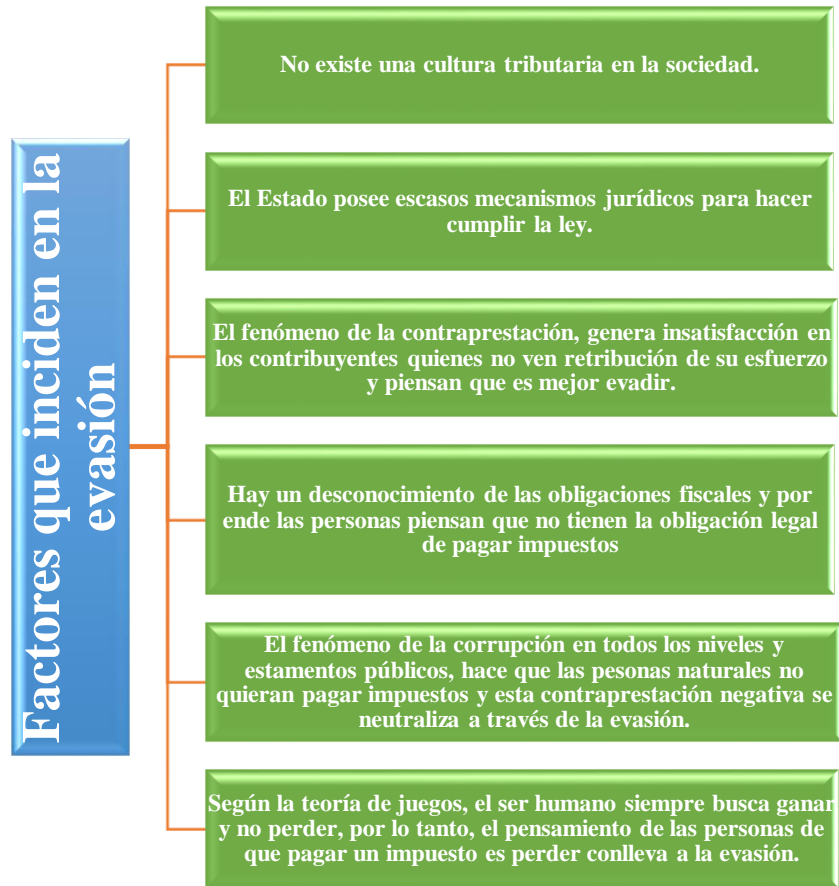 Factores que inciden en la
evasión
No existe una cultura tributaria en la sociedad.
El Estado posee escasos mecanismos jurídicos para hacer
cumplir la ley.
El fenómeno de la contraprestación, genera insatisfacción en
los contribuyentes quienes no ven retribución de su esfuerzo
y piensan que es mejor evadir.
Hay un desconocimiento de las obligaciones fiscales y por
ende las personas piensan que no tienen la obligación legal
de pagar impuestos
El fenómeno de la corrupción en todos los niveles y
estamentos públicos, hace que las pesonas naturales no
quieran pagar impuestos y esta contraprestación negativa se
neutraliza a través de la evasión.
Según la teoría de juegos, el ser humano siempre busca ganar
y no perder, por lo tanto, el pensamiento de las personas de
que pagar un impuesto es perder conlleva a la evasión.